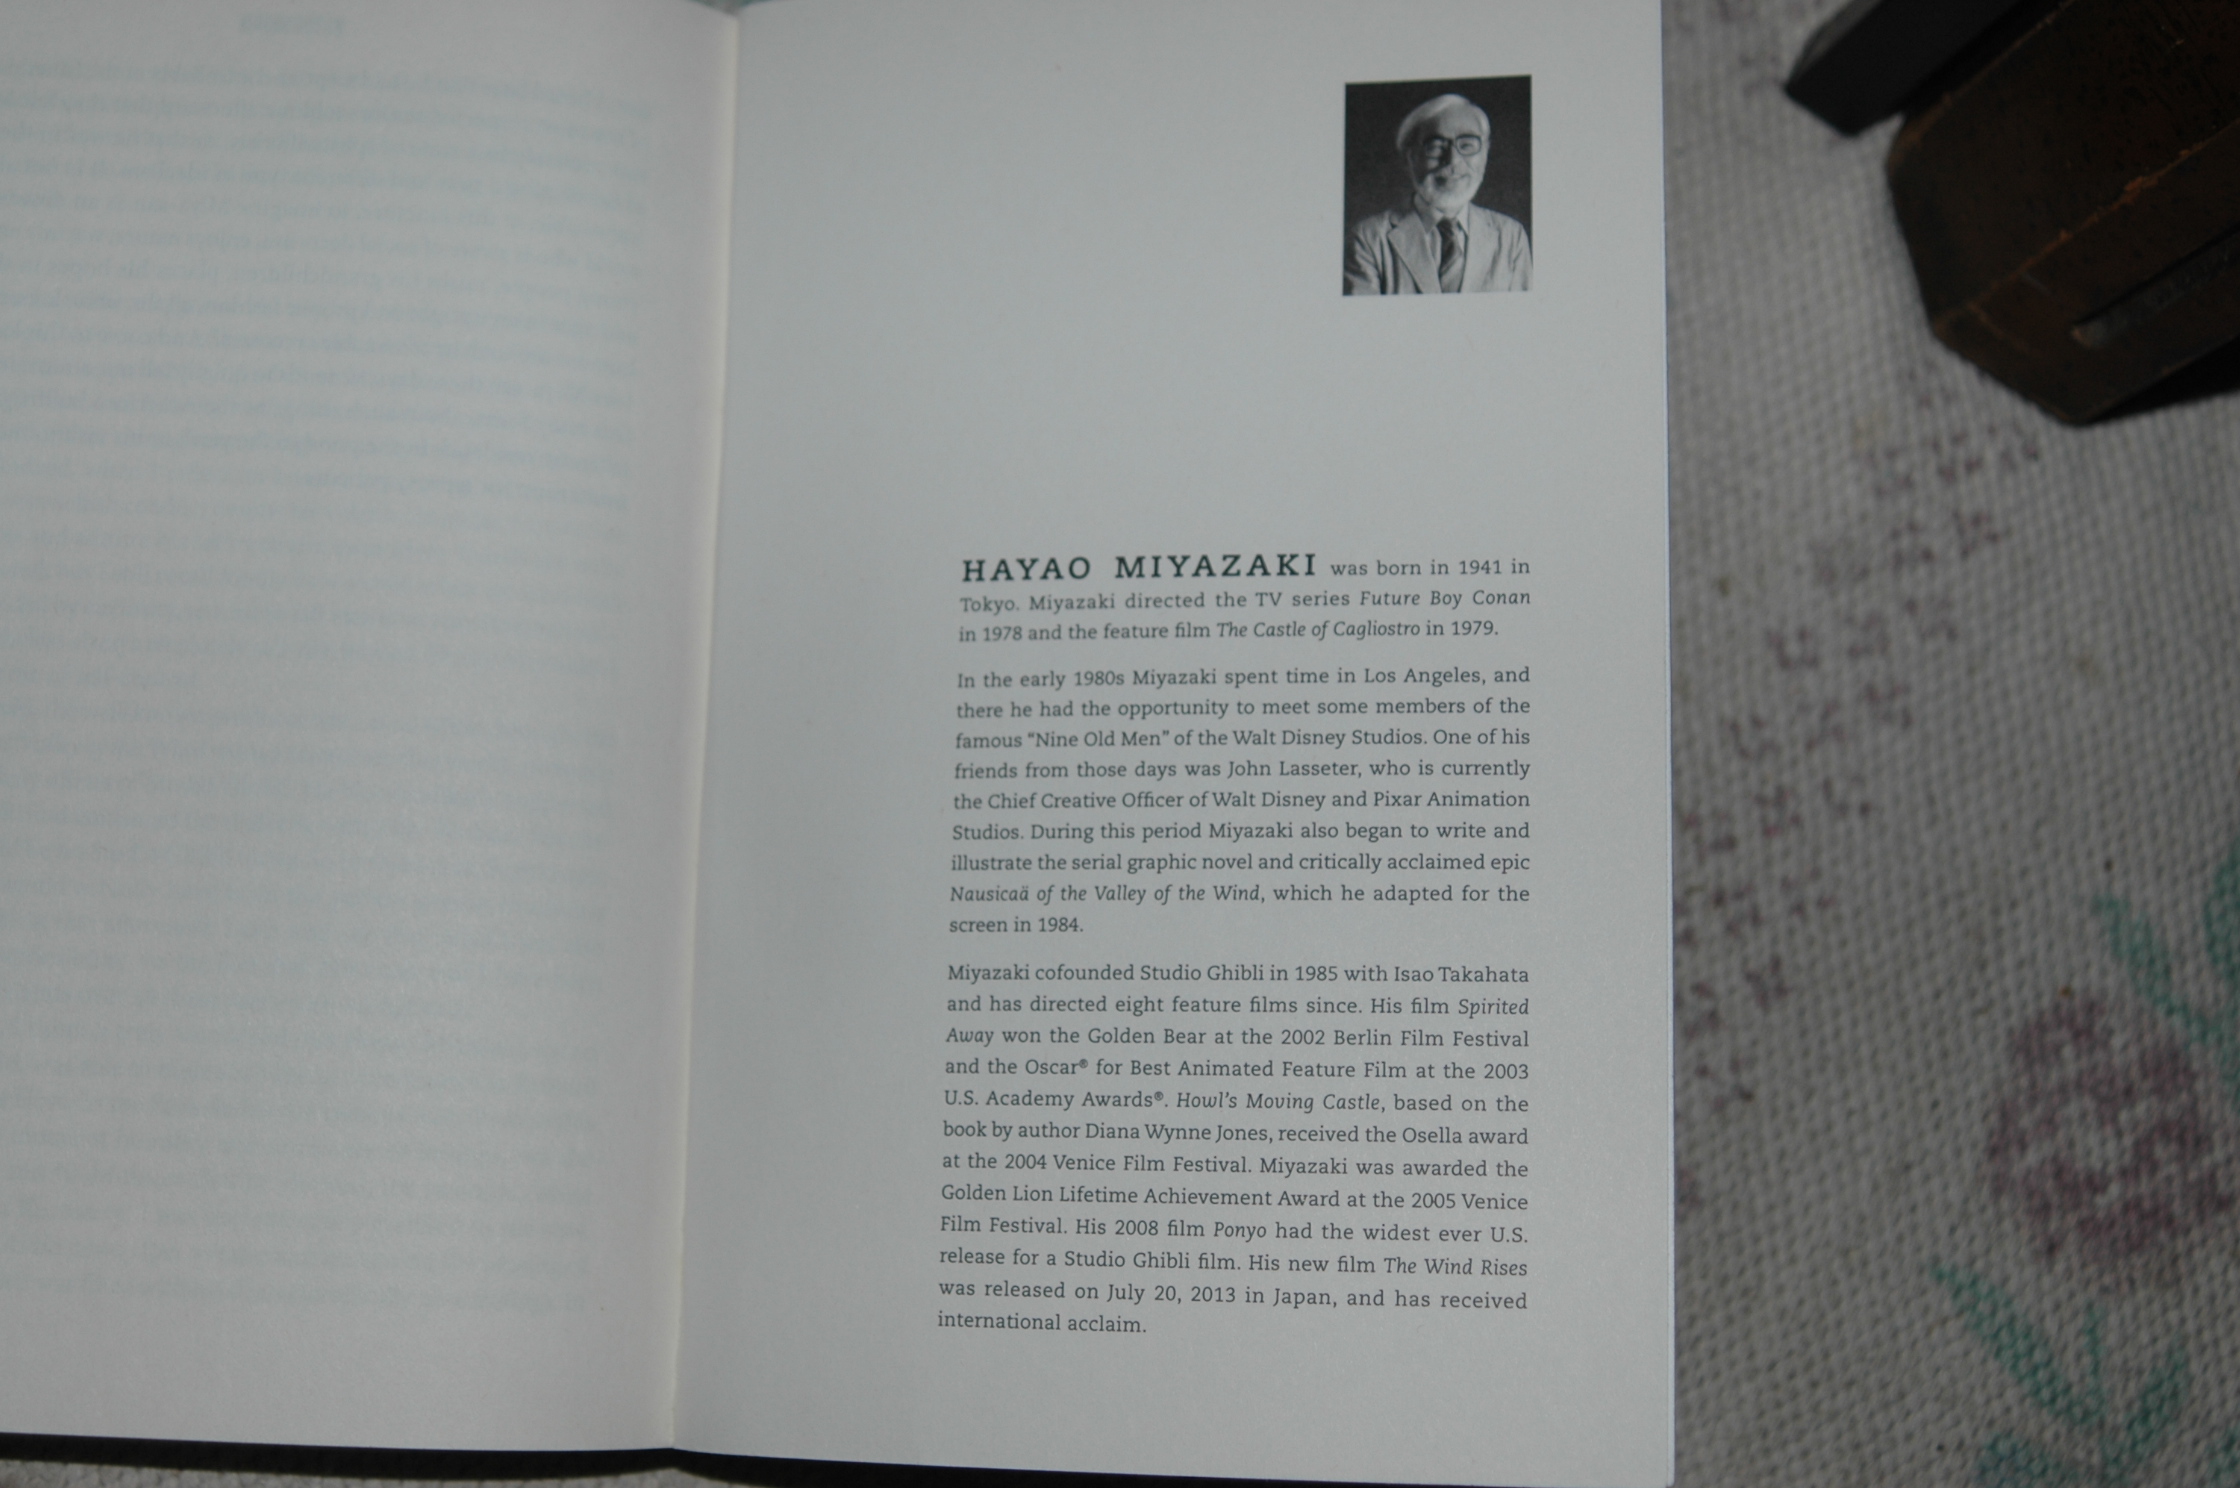 HAYAO MIYAZAKI was born in 1941 in
Tokyo. Miyazaki directed the TV series Future Boy Conan
in 1978 and the feature film The Castle of Cagliostro in 1979.
In the early 1980s Miyazaki spent time in Los Angeles, and
there he had the opportunity to meet some members of the
famous "Nine Old Men" of the Walt Disney Studios. One of his
friends from those days was John Lasseter, who is currently
the Chief Creative Officer of Walt Disney and Pixar Animation
Studios. During this period Miyazaki also began to write and
illustrate the serial graphic novel and critically acclaimed epic
Nausicaä of the Valley of the Wind, which he adapted for the
screen in 1984.
Miyazaki cofounded Studio Ghibli in 1985 with Isao Takahata
and has directed eight feature films since. His film Spirited
Away won the Golden Bear at the 2002 Berlin Film Festival
and the Oscar® for Best Animated Feature Film at the 2003
U.S. Academy Awards®. Howl's Moving Castle, based on the
book by author Diana Wynne Jones, received the Osella award
at the 2004 Venice Film Festival. Miyazaki was awarded the
Golden Lion Lifetime Achievement Award at the 2005 Venice
Film Festival. His 2008 film Ponyo had the widest ever U.S.
release for a Studio Ghibli film. His new film The Wind Rises
was released on July 20, 2013 in Japan, and has received
international acclaim.